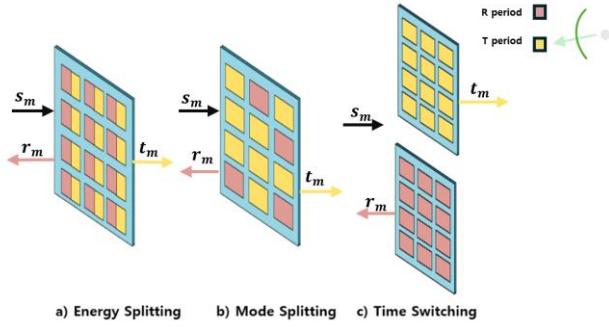 R period
T period
s_m
r_m
t_m
s_m
r_m
t_m
s_m
t_m
r_m
a) Energy Splitting
b) Mode Splitting
c) Time Switching